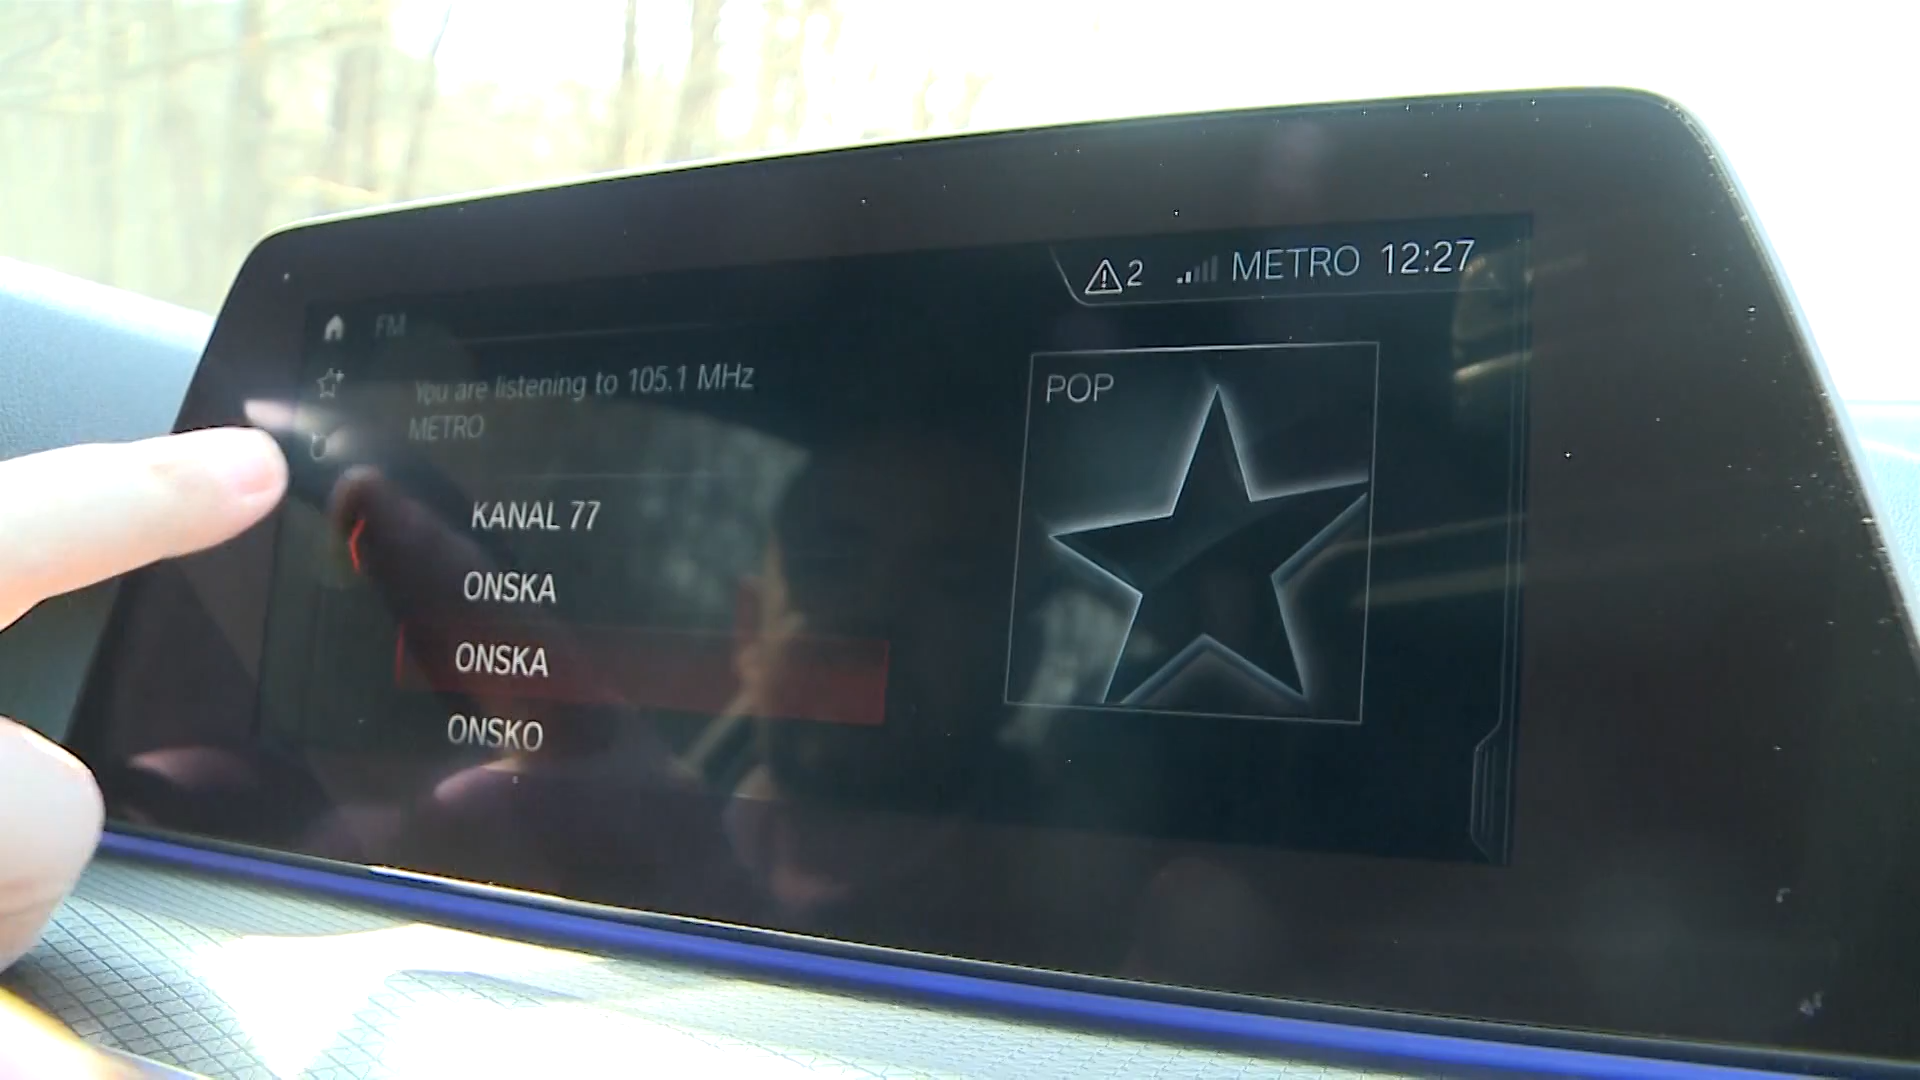 2 METRO 12:27
FM
You are listening to 105.1 MHz
METRO
KANAL 77
ONSKA
ONSKA
ONSKO
POP